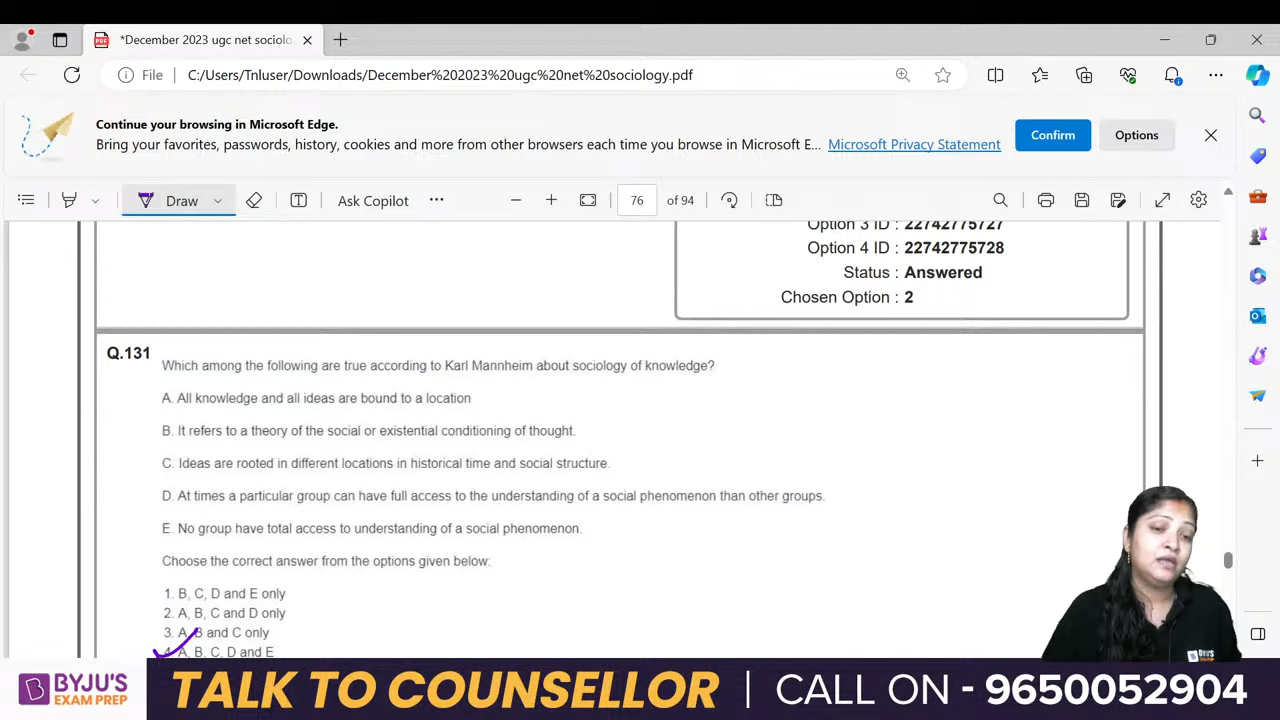 *December 2023 ugc net sociolo
File
C:/Users/Tnluser/Downloads/December%202023%20ugc%20net%20sociology.pdf
Continue your browsing in Microsoft Edge.
Bring your favorites, passwords, history, cookies and more from other browsers each time you browse in Microsoft E...
Microsoft Privacy Statement
Confirm
Options
Draw
Ask Copilot
76 of 94
Option 3 ID : 22742775727
Option 4 ID : 22742775728
Status : Answered
Chosen Option : 2
Q.131
Which among the following are true according to Karl Mannheim about sociology of knowledge?
A. All knowledge and all ideas are bound to a location
B. It refers to a theory of the social or existential conditioning of thought.
C. Ideas are rooted in different locations in historical time and social structure.
D. At times a particular group can have full access to the understanding of a social phenomenon than other groups.
E. No group have total access to understanding of a social phenomenon.
Choose the correct answer from the options given below:
1. B, C, D and E only
2. A, B, C and D only
3. A, B and C only
4. A, B, C, D and E
BYJU'S
BYJU'S
EXAM PREP
TALK TO COUNSELLOR | CALL ON - 9650052904